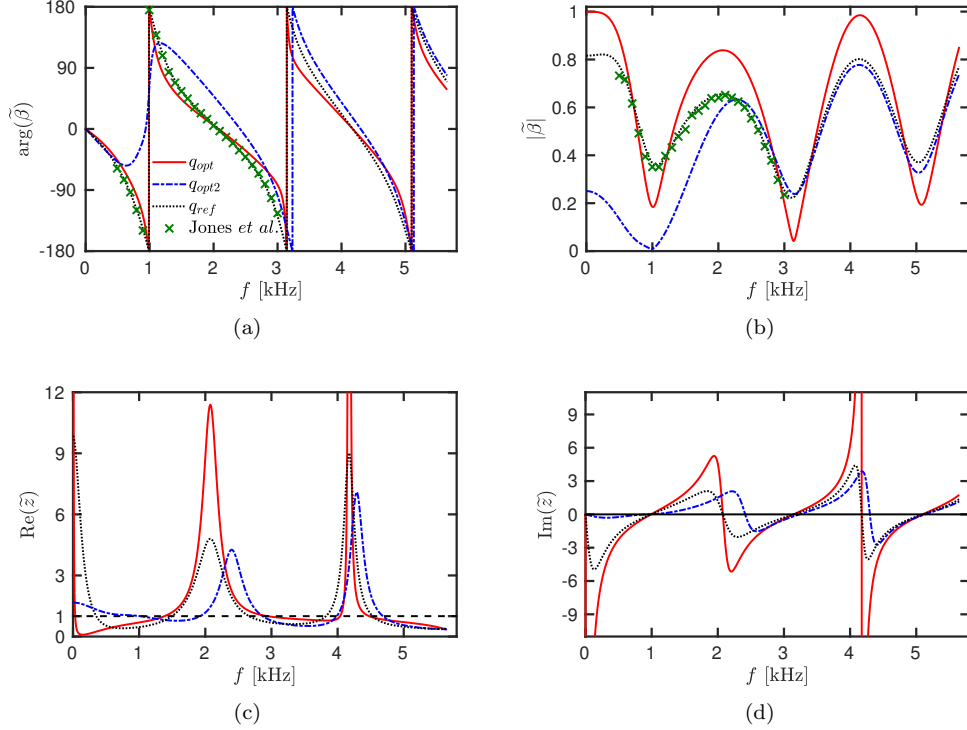 180
90
0
-90
-180
arg(β̃)
q_opt
q_opt2
q_ref
Jones et al.
0 1 2 3 4 5
f [kHz]
(a)
1
0.8
0.6
0.4
0.2
0
|β̃|
0 1 2 3 4 5
f [kHz]
(b)
12
9
6
3
1
0
Re(z̃)
0 1 2 3 4 5
f [kHz]
(c)
9
6
3
0
-3
-6
-9
Im(z̃)
0 1 2 3 4 5
f [kHz]
(d)